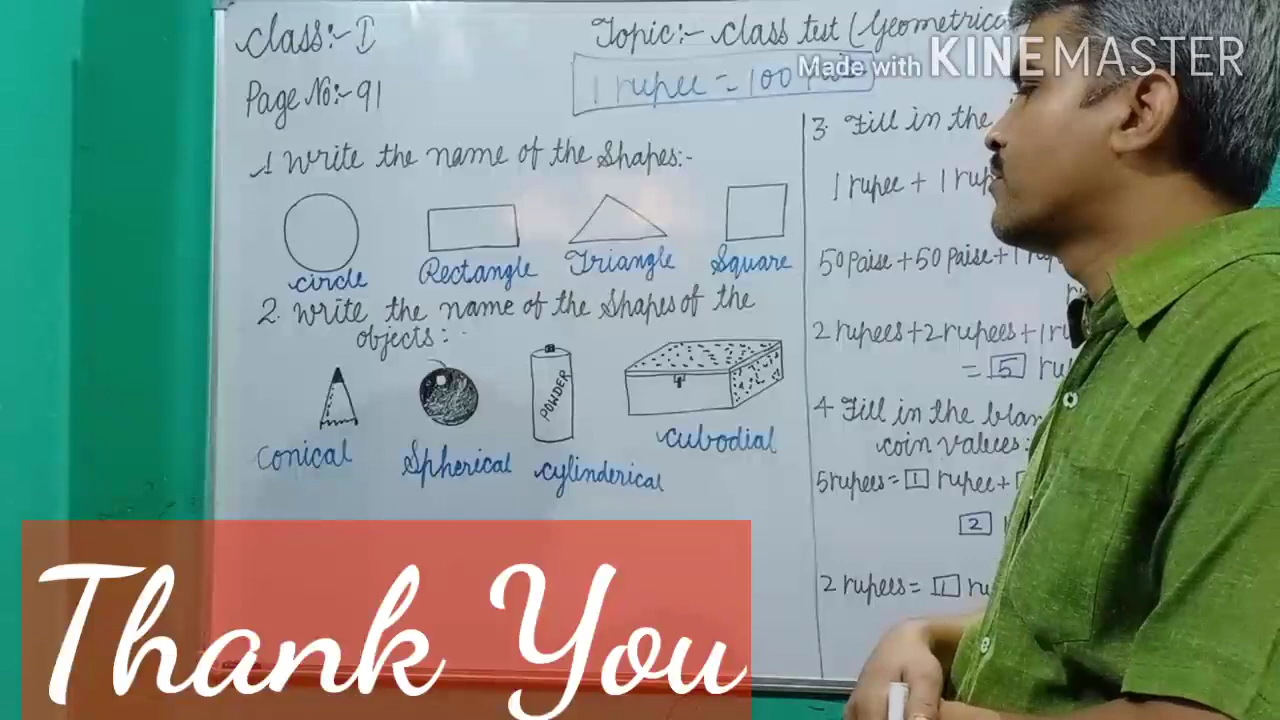 Class:- I
Topic:- Class test (Geometrica
Made with KINEMASTER
1 rupee = 100
Page No:- 91
1. Write the name of the Shapes:-
Circle Rectangle Triangle Square
2. Write the name of the Shapes of the
objects:-
POWDER
Conical Spherical Cylinderical Cubodial
3. Fill in the
1 rupee + 1 rup
50 Paise + 50 Paise + 1 rup
2 rupees + 2 rupees + 1 ru
= 5 ru
4. Fill in the blan
coin values:
5 rupees = 1 rupee +
2
2 rupees = 1 ru
Thank You